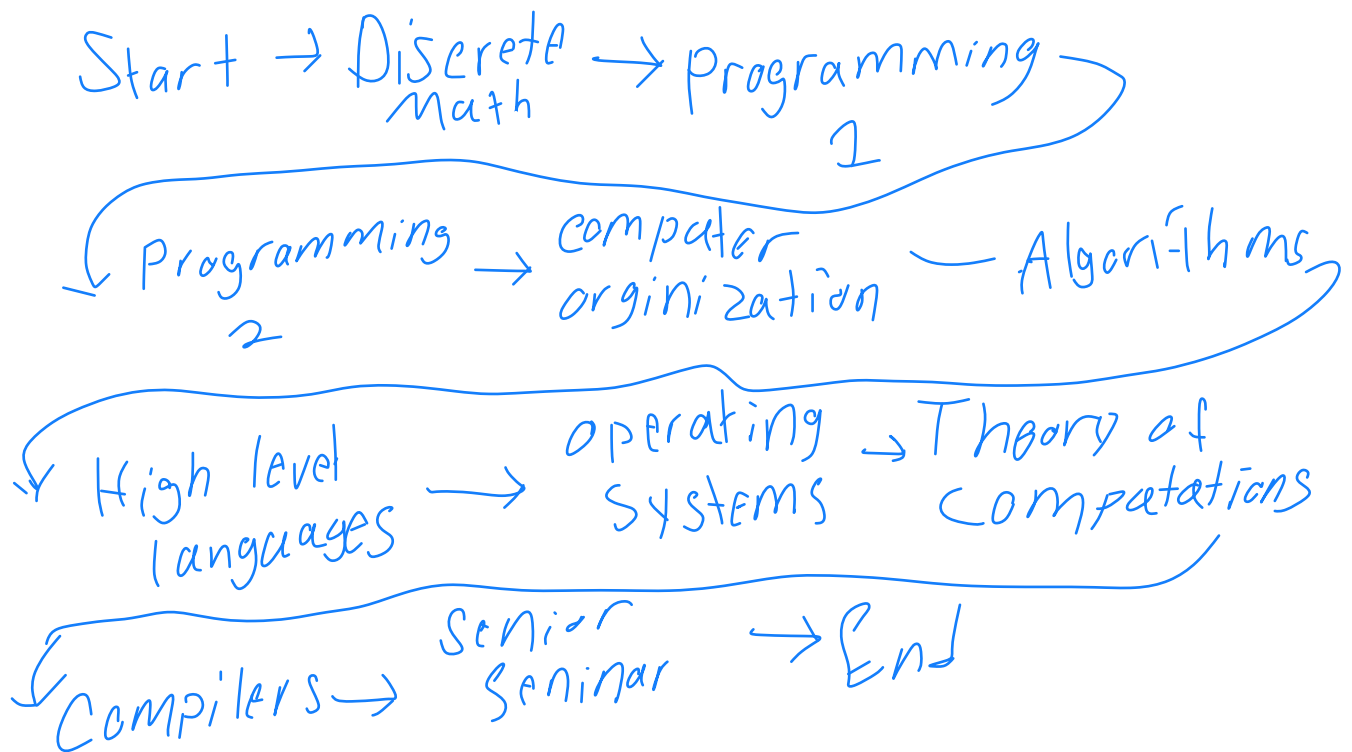 Start → Discrete → Programming
Math 1
Programming → computer — Algorithms
2 orginization
High level → operating → Theory of
languages systems computations
Compilers → senior → End
seninar